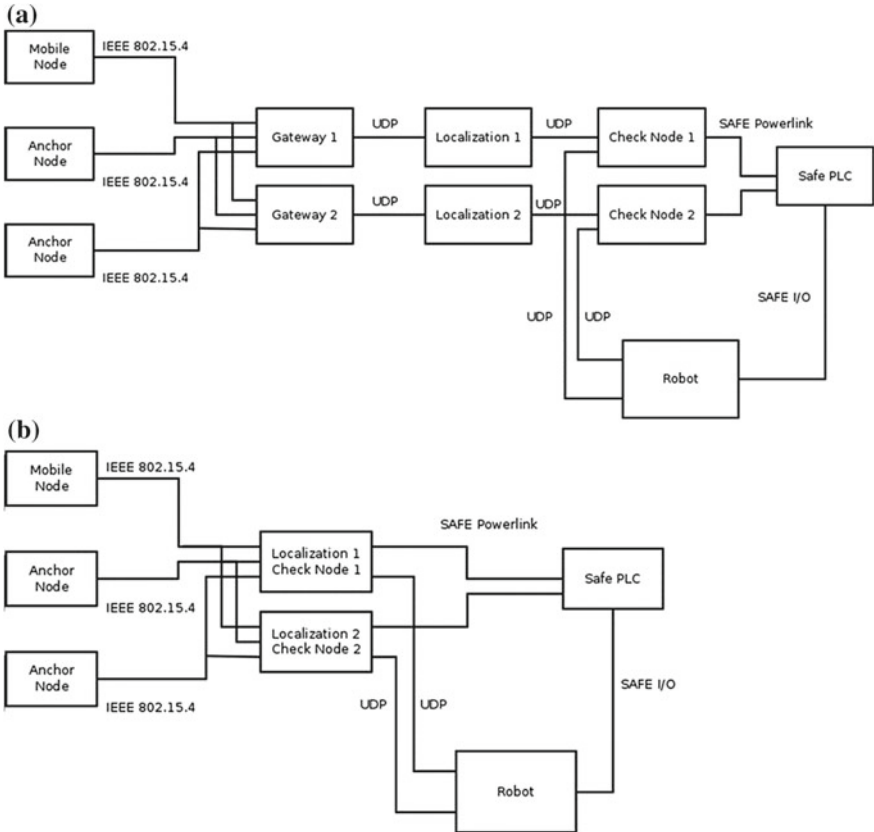 (a)
Mobile
Node
IEEE 802.15.4
Anchor
Node
IEEE 802.15.4
Anchor
Node
IEEE 802.15.4
Gateway 1
UDP
Localization 1
UDP
Check Node 1
SAFE Powerlink
Safe PLC
Gateway 2
UDP
Localization 2
UDP
Check Node 2
SAFE I/O
UDP
UDP
Robot
(b)
Mobile
Node
IEEE 802.15.4
Anchor
Node
IEEE 802.15.4
Anchor
Node
IEEE 802.15.4
Localization 1
Check Node 1
SAFE Powerlink
Safe PLC
Localization 2
Check Node 2
SAFE I/O
UDP
UDP
Robot